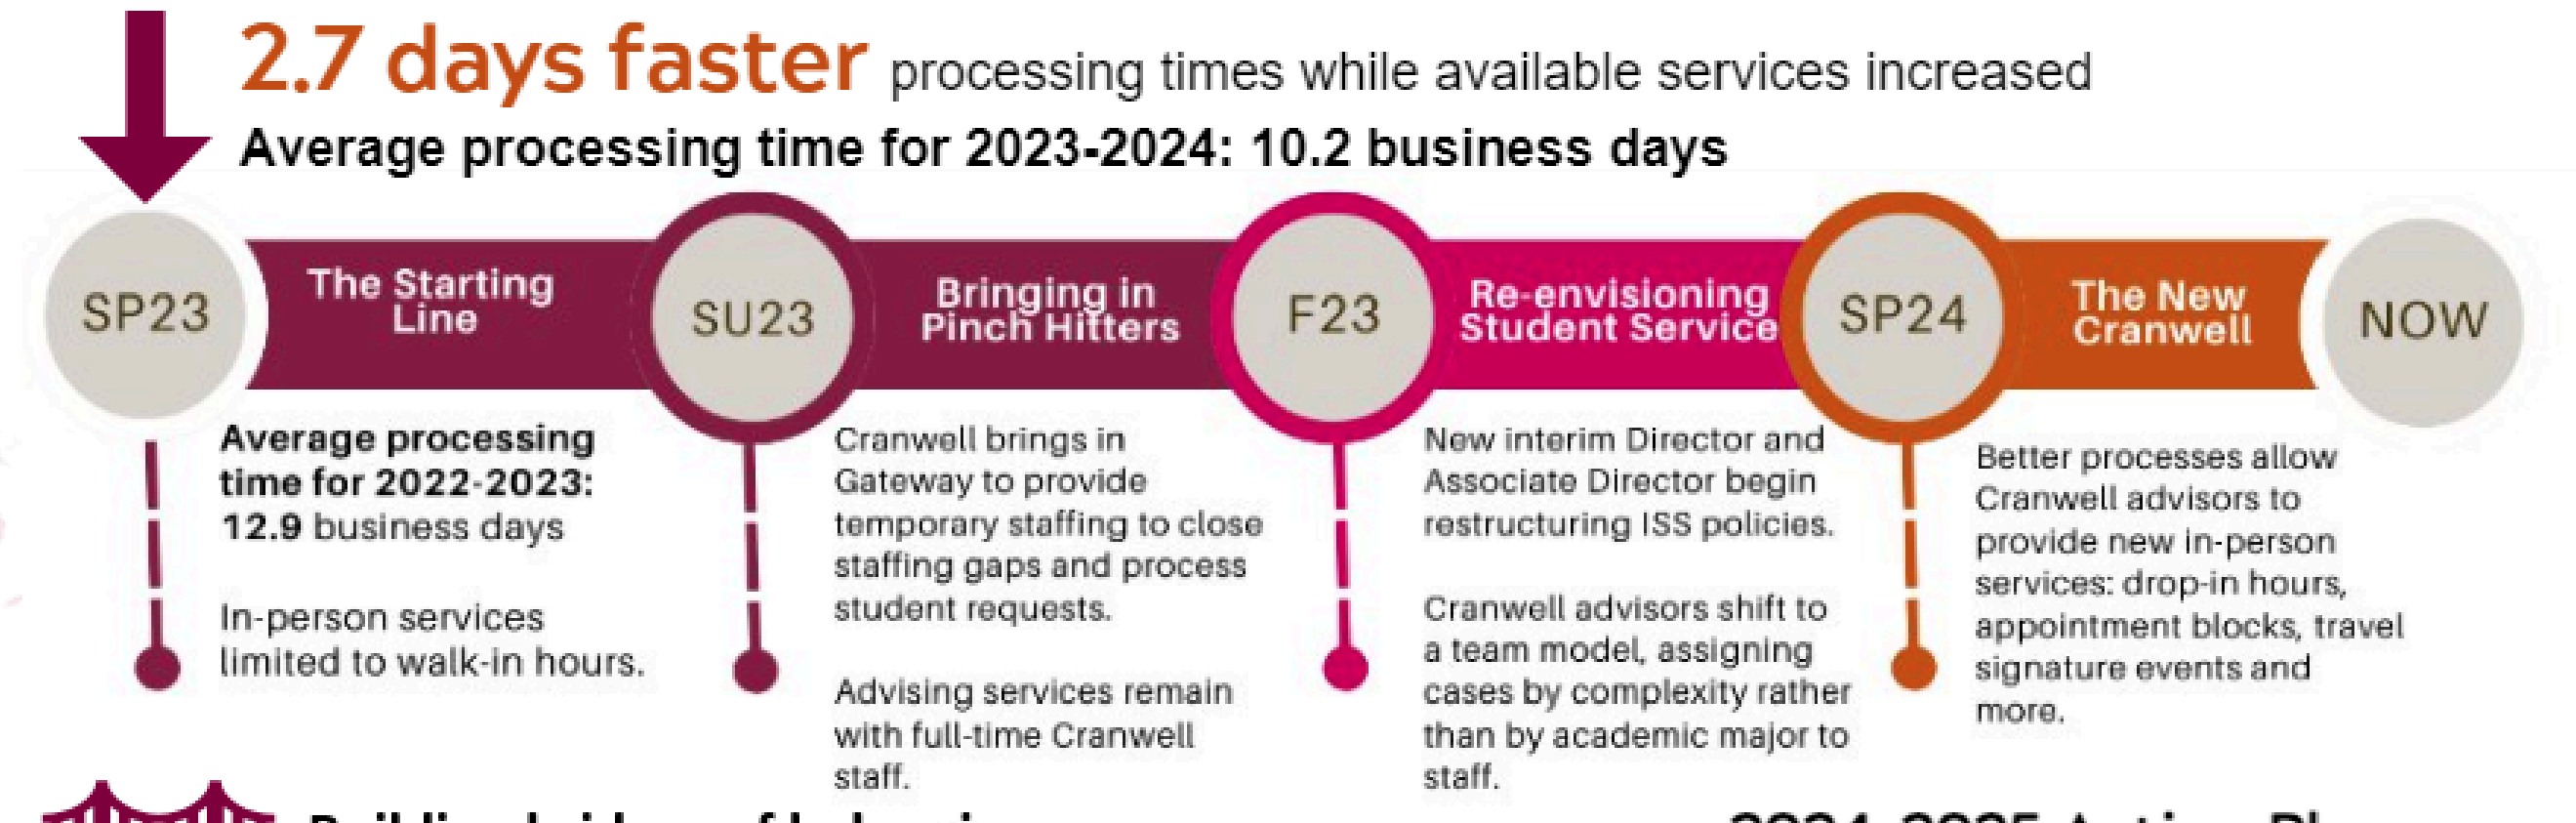 2.7 days faster processing times while available services increased
Average processing time for 2023-2024: 10.2 business days
SP23
The Starting
Line
SU23
Bringing in
Pinch Hitters
F23
Re-envisioning
Student Service
SP24
The New
Cranwell
NOW
Average processing
time for 2022-2023:
12.9 business days
In-person services
limited to walk-in hours.
Cranwell brings in
Gateway to provide
temporary staffing to close
staffing gaps and process
student requests.
Advising services remain
with full-time Cranwell
staff.
New interim Director and
Associate Director begin
restructuring ISS policies.
Cranwell advisors shift to
a team model, assigning
cases by complexity rather
than by academic major to
staff.
Better processes allow
Cranwell advisors to
provide new in-person
services: drop-in hours,
appointment blocks, travel
signature events and
more.